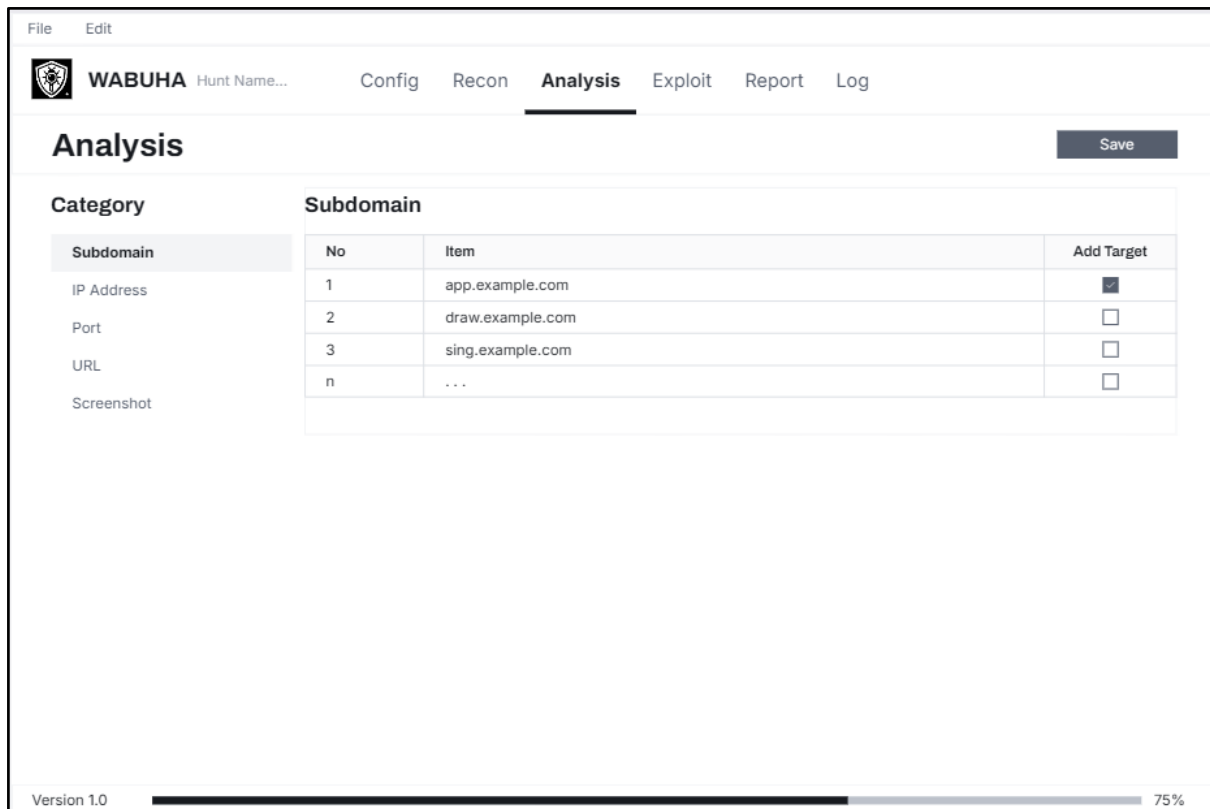 File Edit
WABUHA Hunt Name... Config Recon Analysis Exploit Report Log
Analysis Save
Category Subdomain
Subdomain No Item Add Target
IP Address 1 app.example.com
Port 2 draw.example.com
URL 3 sing.example.com
Screenshot n . . .
Version 1.0 75%